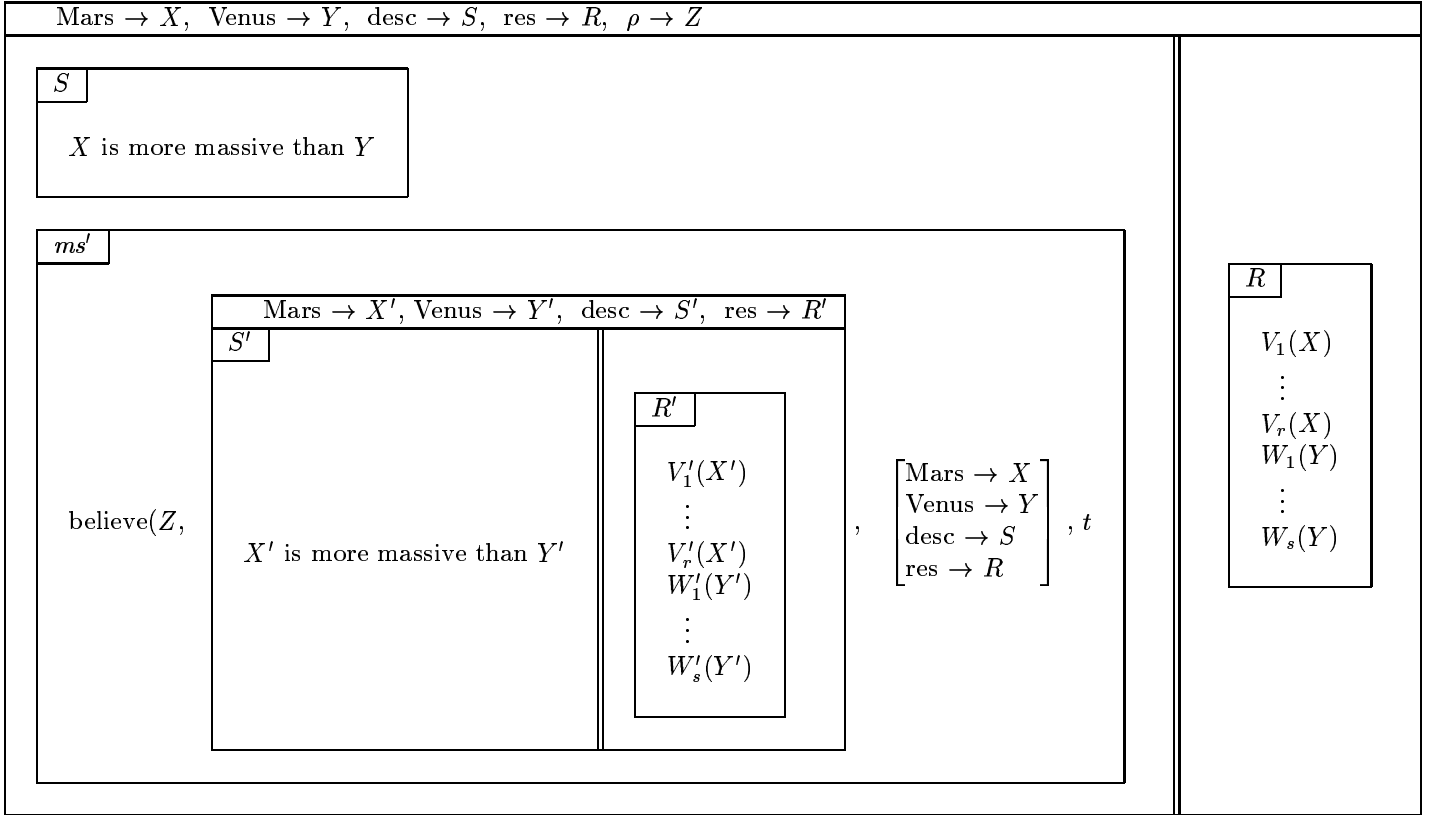 Mars → X, Venus → Y, desc → S, res → R, ρ → Z
S
X is more massive than Y
ms′
believe(Z,
Mars → X′, Venus → Y′, desc → S′, res → R′
S′
X′ is more massive than Y′
R′
V′₁(X′)
⋮
V′ᵣ(X′)
W′₁(Y′)
⋮
W′ₛ(Y′)
,
Mars → X
Venus → Y
desc → S
res → R
, t
R
V₁(X)
⋮
Vᵣ(X)
W₁(Y)
⋮
Wₛ(Y)